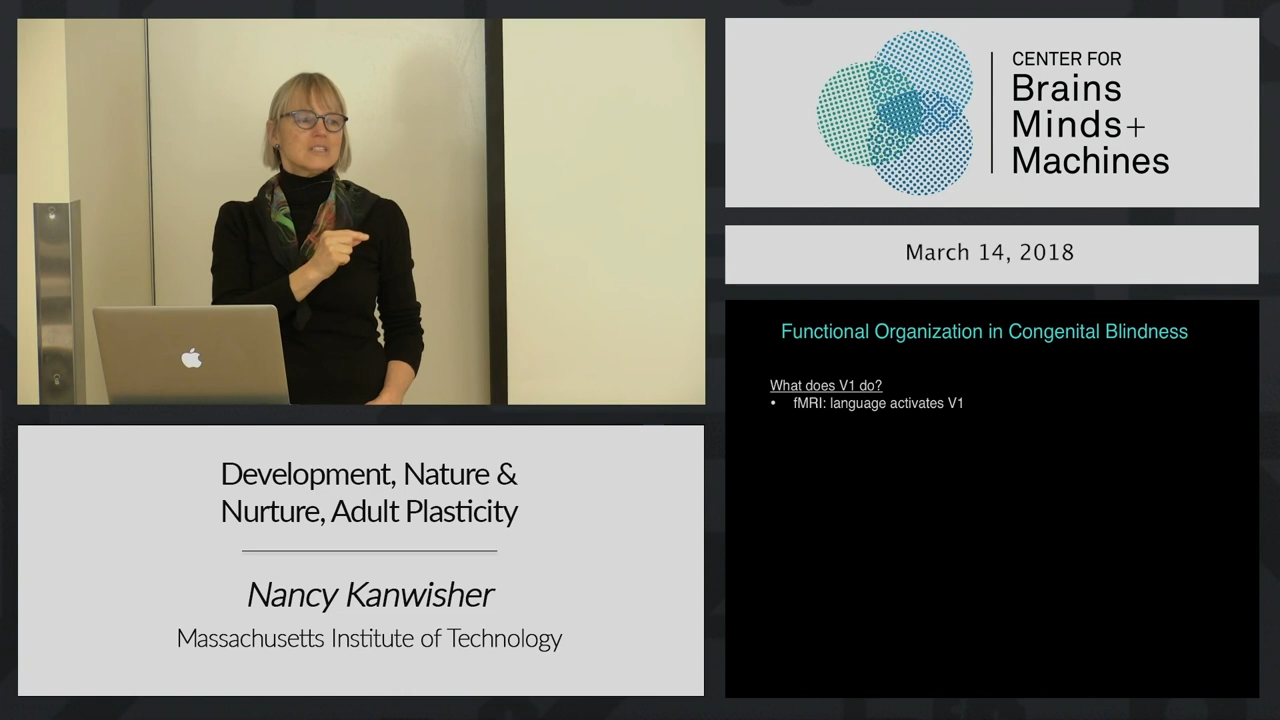 CENTER FOR
Brains
Minds+
Machines
March 14, 2018
Functional Organization in Congenital Blindness
What does V1 do?
• fMRI: language activates V1
Development, Nature &
Nurture, Adult Plasticity
Nancy Kanwisher
Massachusetts Institute of Technology